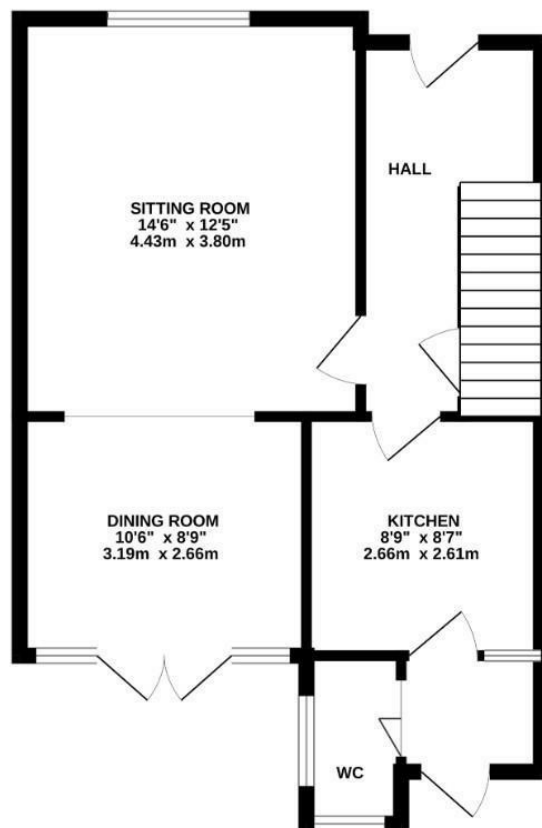 HALL
SITTING ROOM
14'6" x 12'5"
4.43m x 3.80m
DINING ROOM
10'6" x 8'9"
3.19m x 2.66m
KITCHEN
8'9" x 8'7"
2.66m x 2.61m
WC